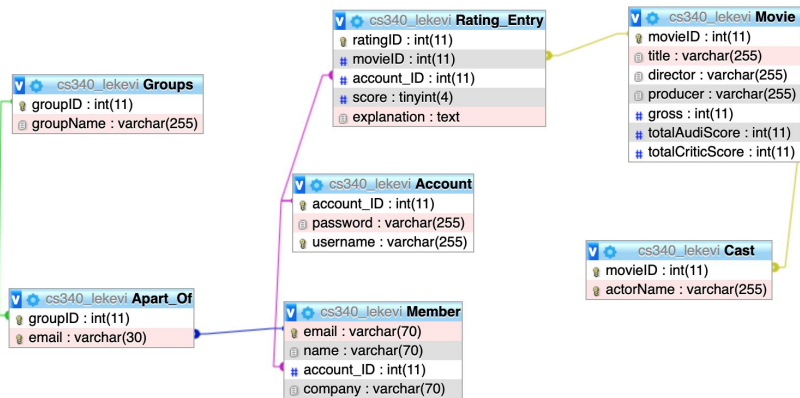 cs340_lekevi Groups
groupID : int(11)
groupName : varchar(255)
cs340_lekevi Rating_Entry
ratingID : int(11)
movieID : int(11)
account_ID : int(11)
score : tinyint(4)
explanation : text
cs340_lekevi Movie
movieID : int(11)
title : varchar(255)
director : varchar(255)
producer : varchar(255)
gross : int(11)
totalAudiScore : int(11)
totalCriticScore : int(11)
cs340_lekevi Account
account_ID : int(11)
password : varchar(255)
username : varchar(255)
cs340_lekevi Cast
movieID : int(11)
actorName : varchar(255)
cs340_lekevi Apart_Of
groupID : int(11)
email : varchar(30)
cs340_lekevi Member
email : varchar(70)
name : varchar(70)
account_ID : int(11)
company : varchar(70)